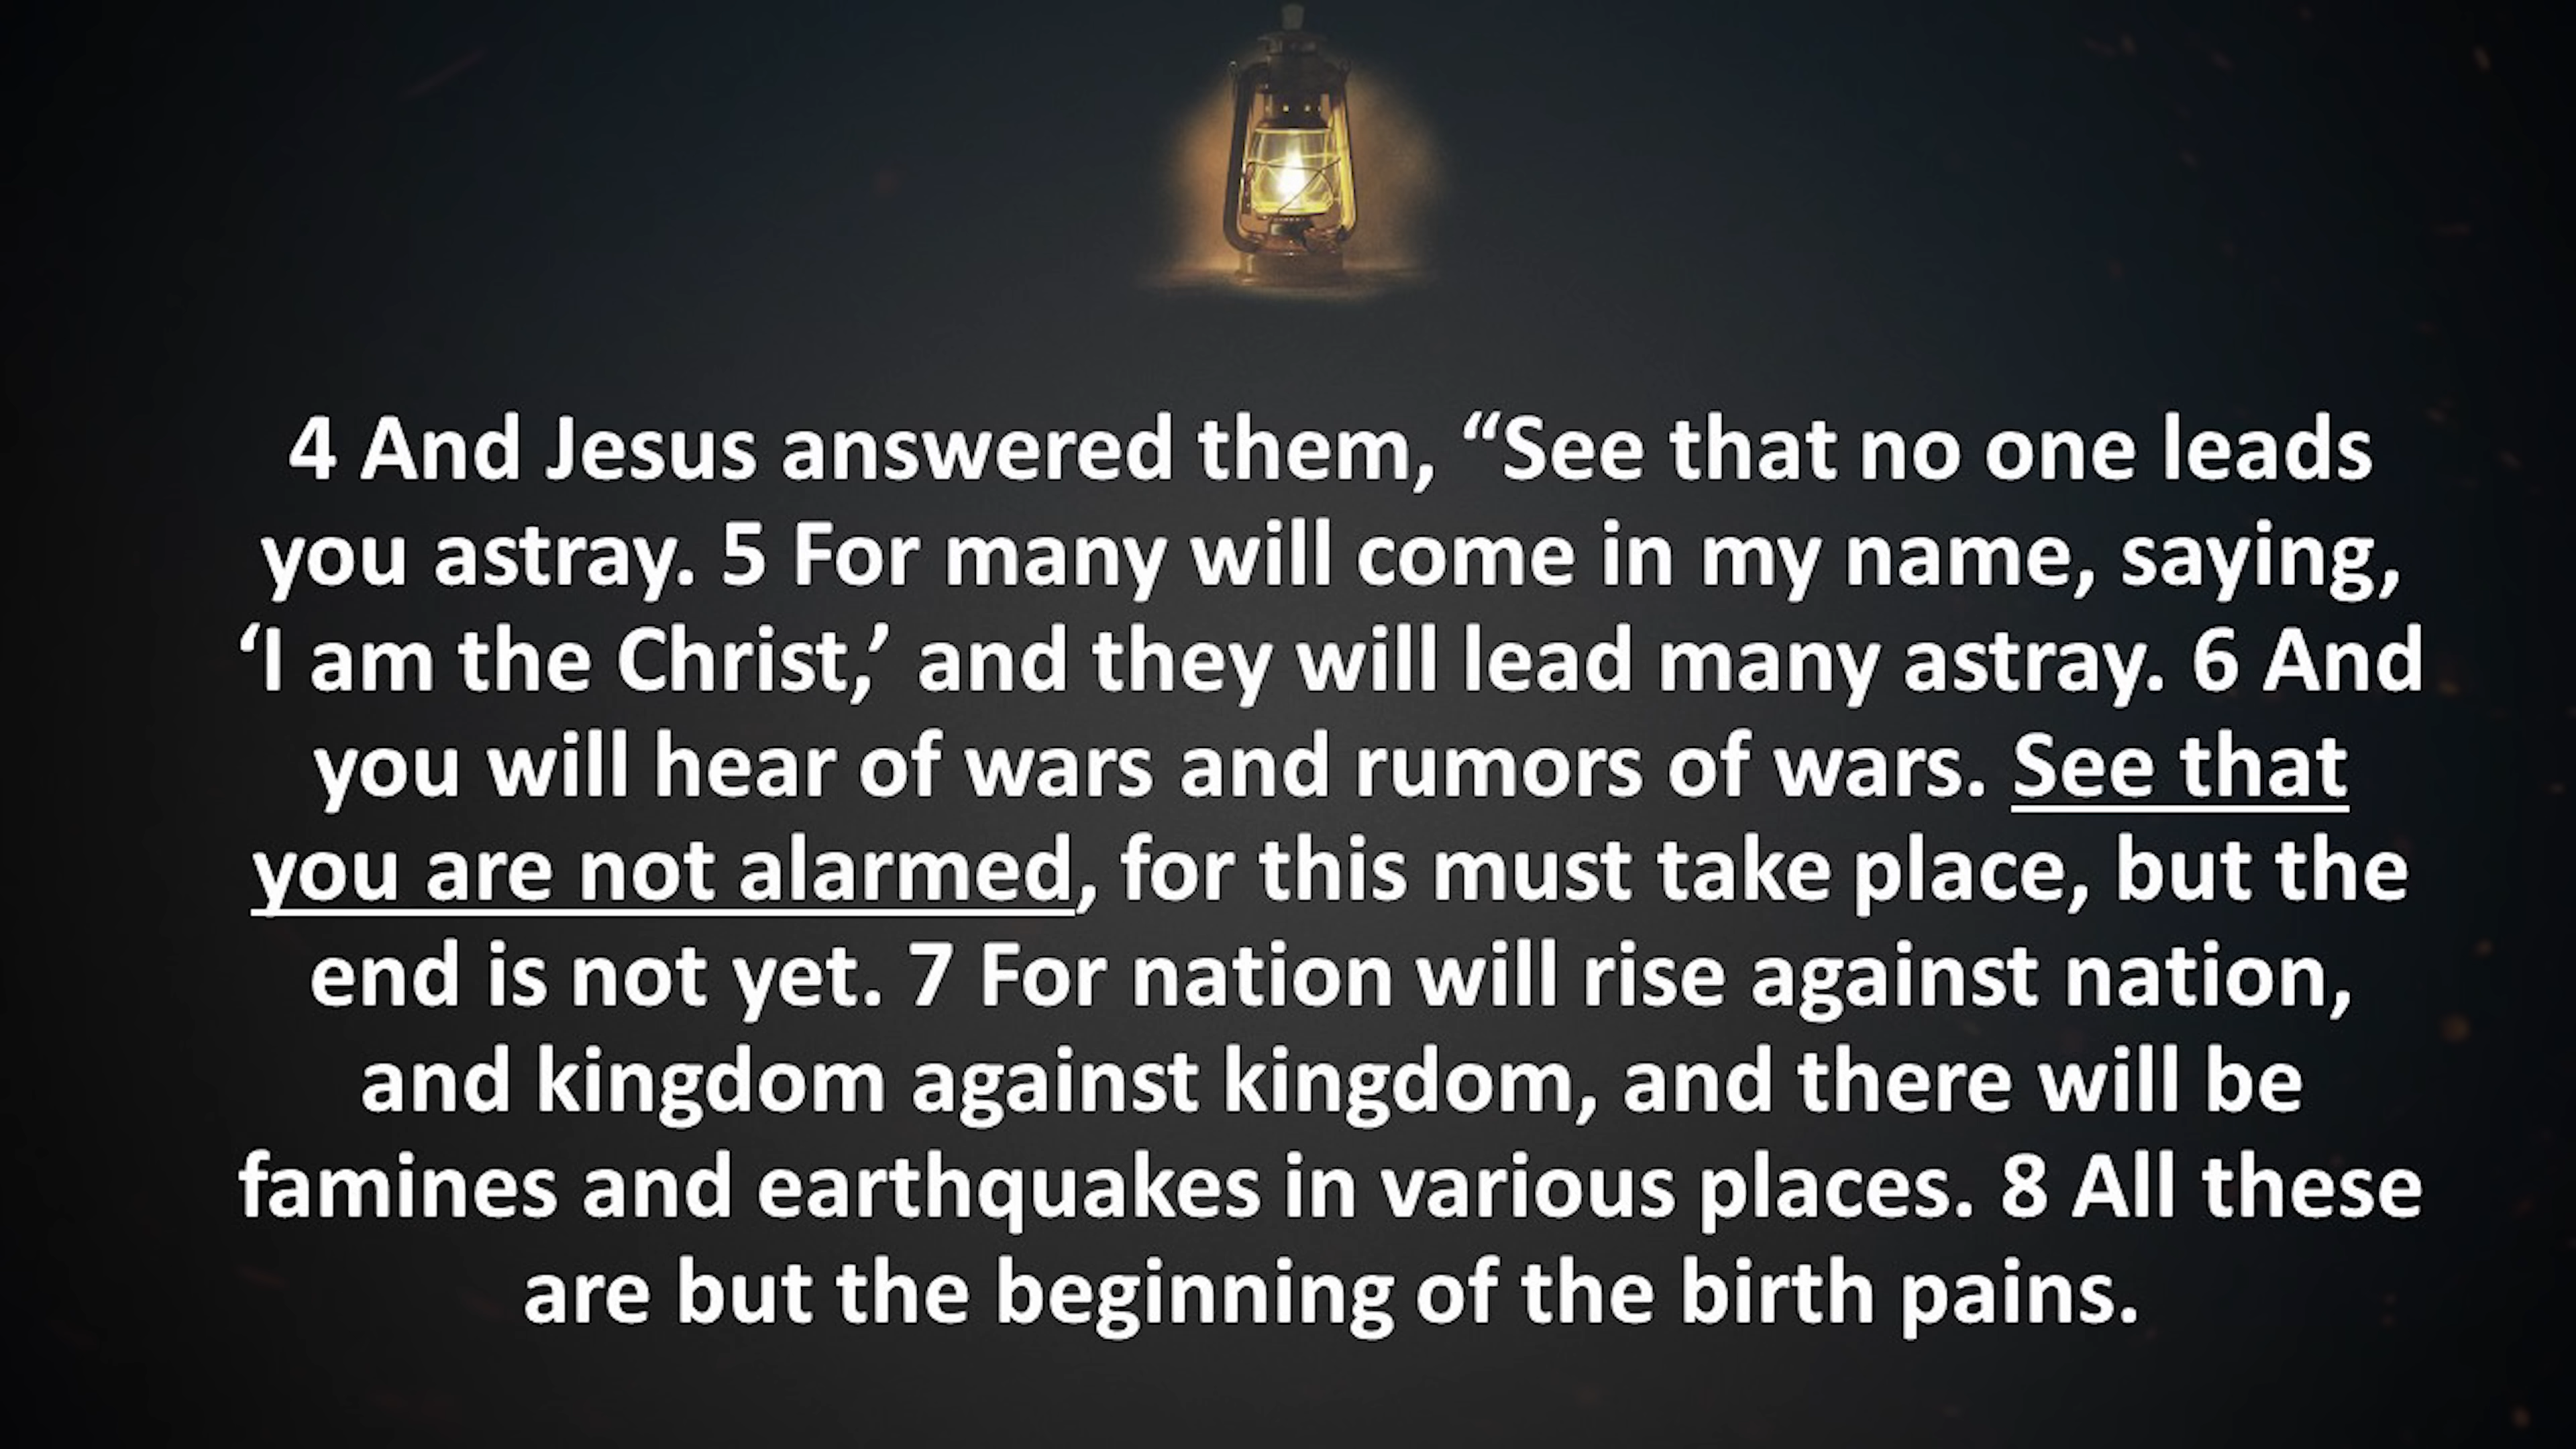 4 And Jesus answered them, “See that no one leads
you astray. 5 For many will come in my name, saying,
‘I am the Christ,’ and they will lead many astray. 6 And
you will hear of wars and rumors of wars. See that
you are not alarmed, for this must take place, but the
end is not yet. 7 For nation will rise against nation,
and kingdom against kingdom, and there will be
famines and earthquakes in various places. 8 All these
are but the beginning of the birth pains.